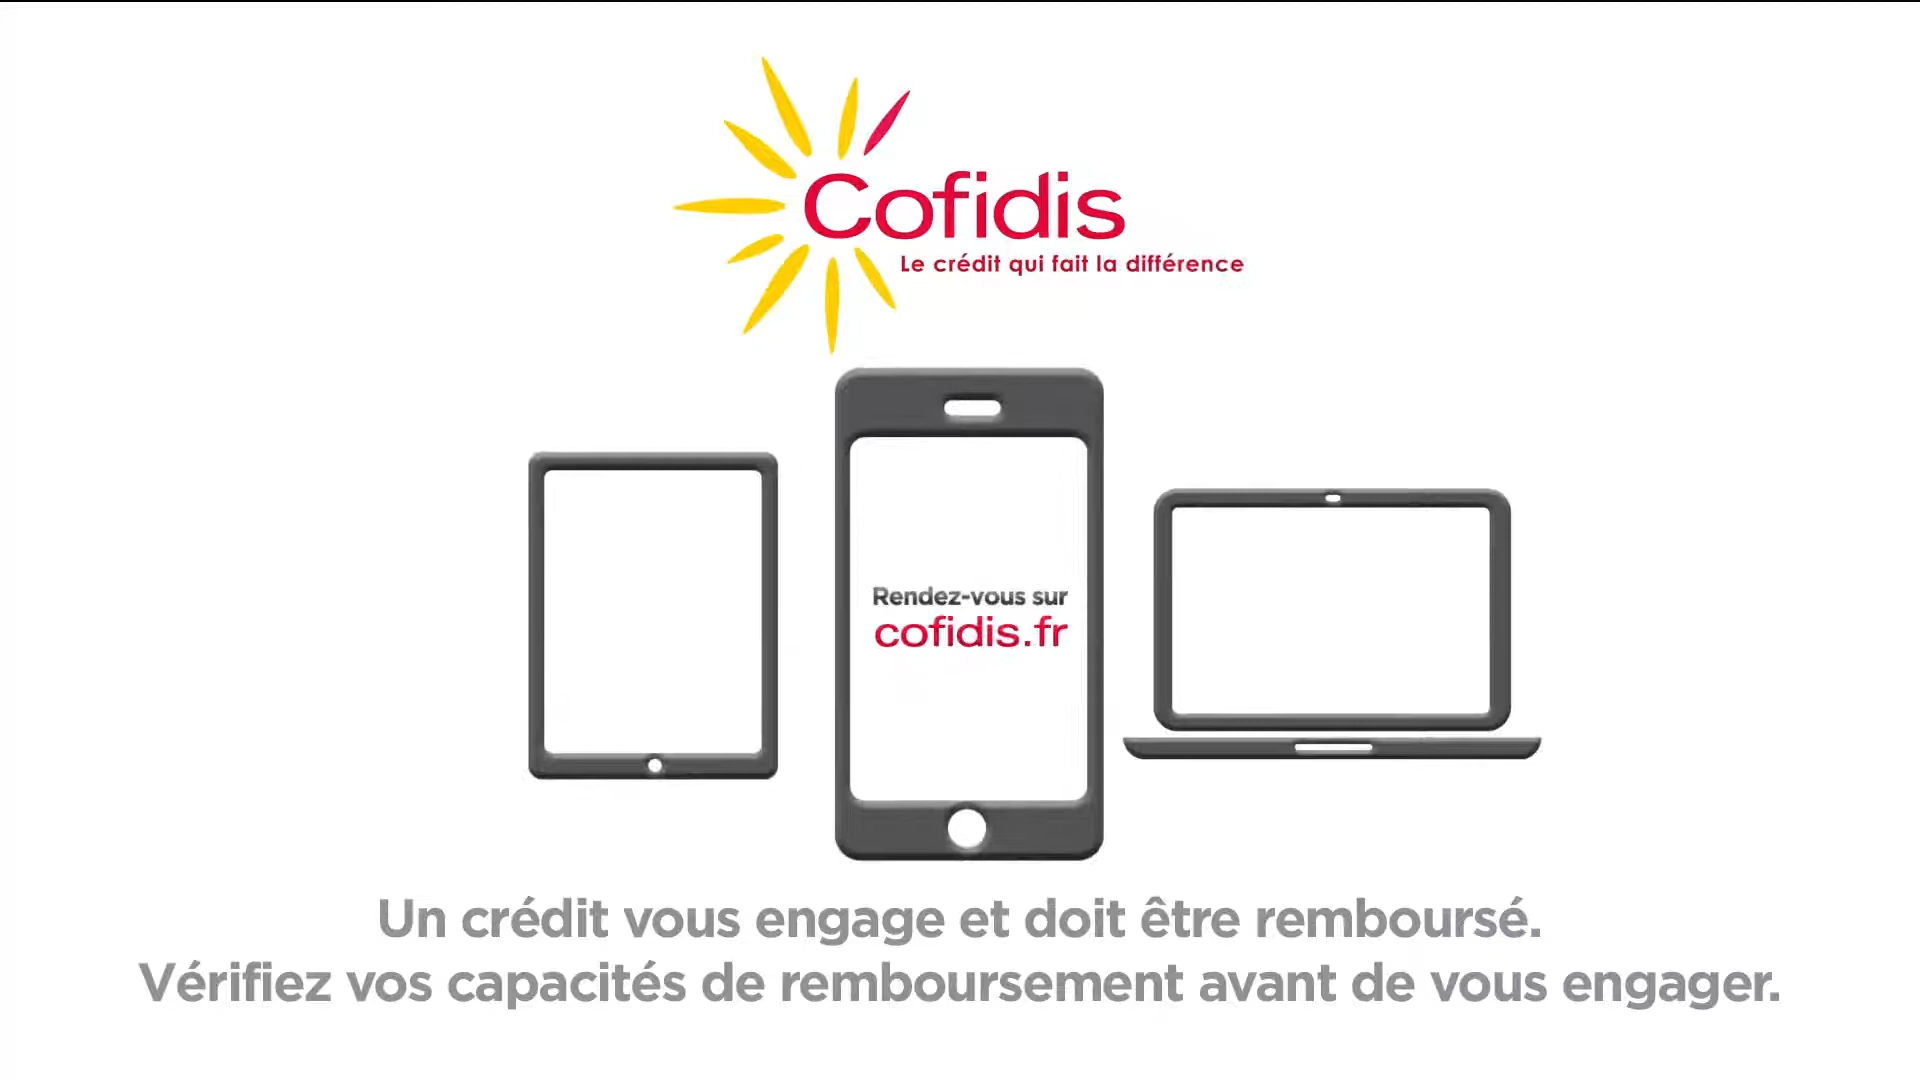 Cofidis
Le crédit qui fait la différence
Rendez-vous sur
cofidis.fr
Un crédit vous engage et doit être remboursé.
Vérifiez vos capacités de remboursement avant de vous engager.